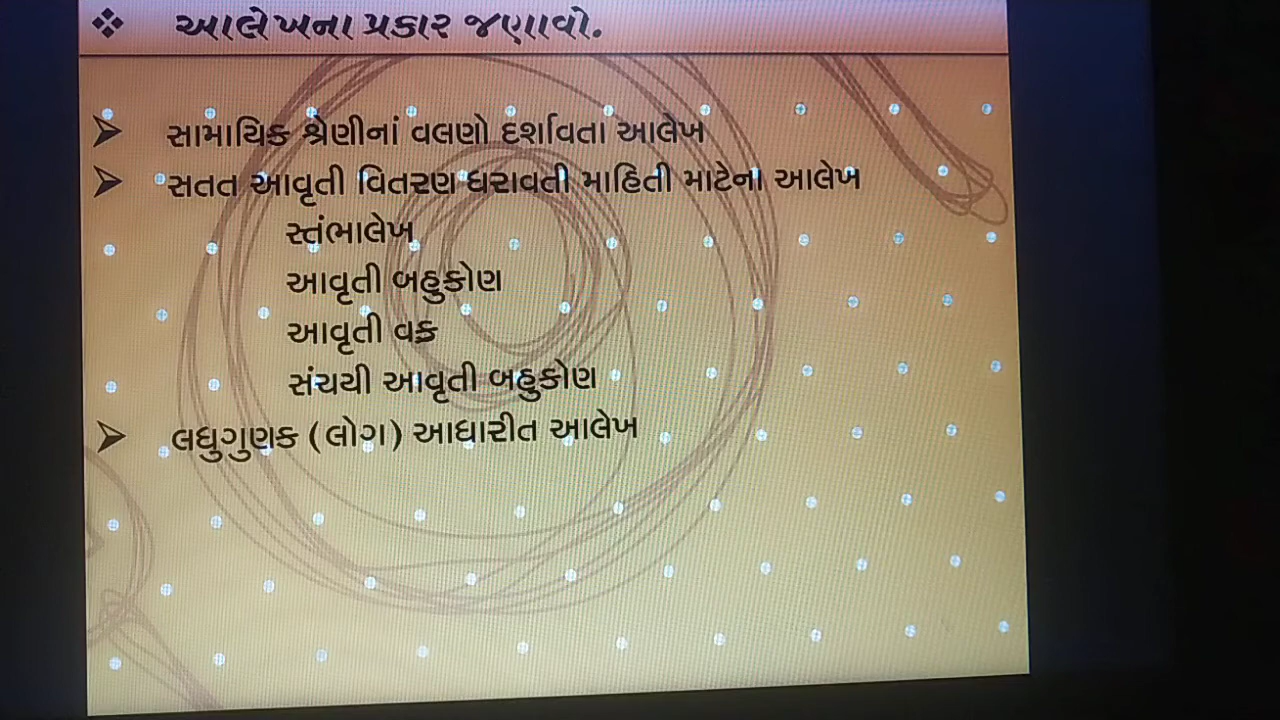 ❖ આલેખના પ્રકાર જણાવો.
➢ સામાયિક શ્રેણીનાં વલણો દર્શાવતા આલેખ
➢ સતત આવૃતી વિતરણ ધરાવતી માહિતી માટેના આલેખ
સ્તંભાલેખ
આવૃતી બહુકોણ
આવૃતી વક્ર
સંચયી આવૃતી બહુકોણ
➢ લઘુગુણક (લોગ) આધારીત આલેખ